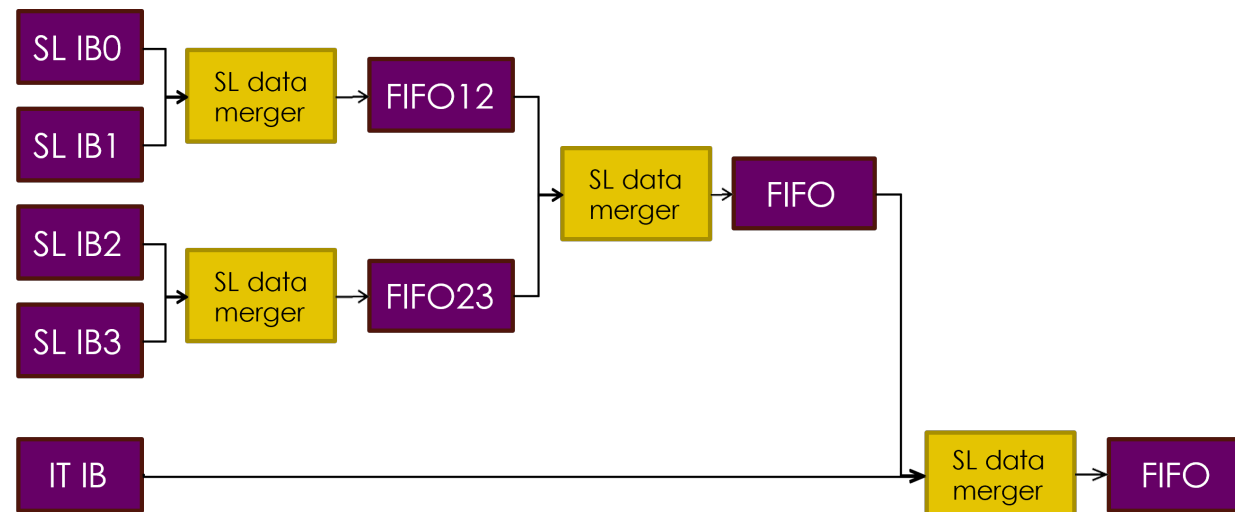 SL IB0
SL IB1
SL data
merger
FIFO12
SL IB2
SL IB3
SL data
merger
FIFO23
SL data
merger
FIFO
IT IB
SL data
merger
FIFO